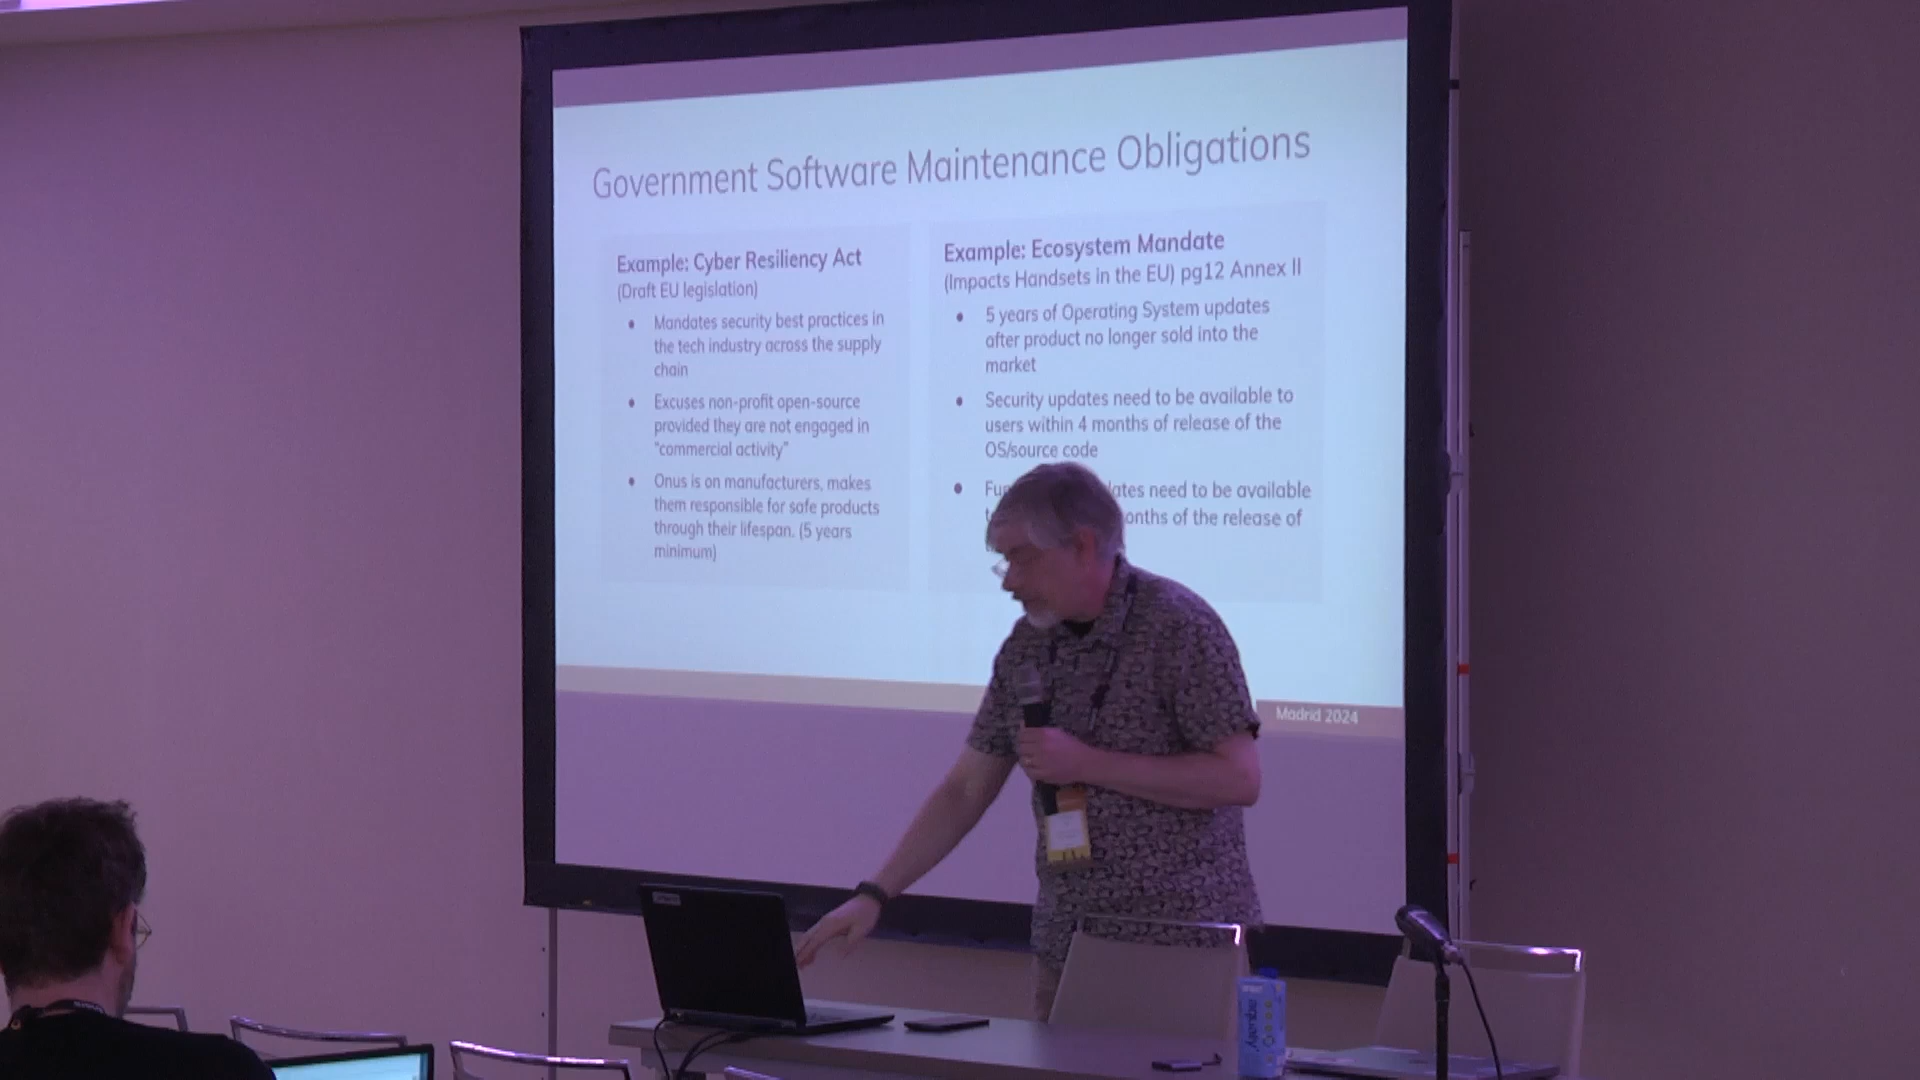 Government Software Maintenance Obligations
Example: Cyber Resiliency Act
(Draft EU legislation)
• Mandates security best practices in
the tech industry across the supply
chain
• Excuses non-profit open-source
provided they are not engaged in
"commercial activity"
• Onus is on manufacturers, makes
them responsible for safe products
through their lifespan. (5 years
minimum)
Example: Ecosystem Mandate
(Impacts Handsets in the EU) pg12 Annex II
• 5 years of Operating System updates
after product no longer sold into the
market
• Security updates need to be available to
users within 4 months of release of the
OS/source code
• need to be available
of the release of
Madrid 2024